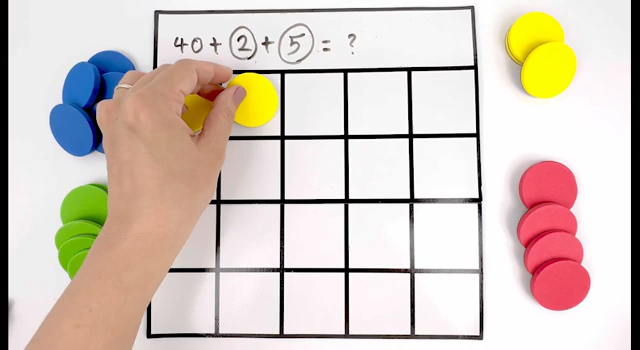 40 + 2 + 5 = ?